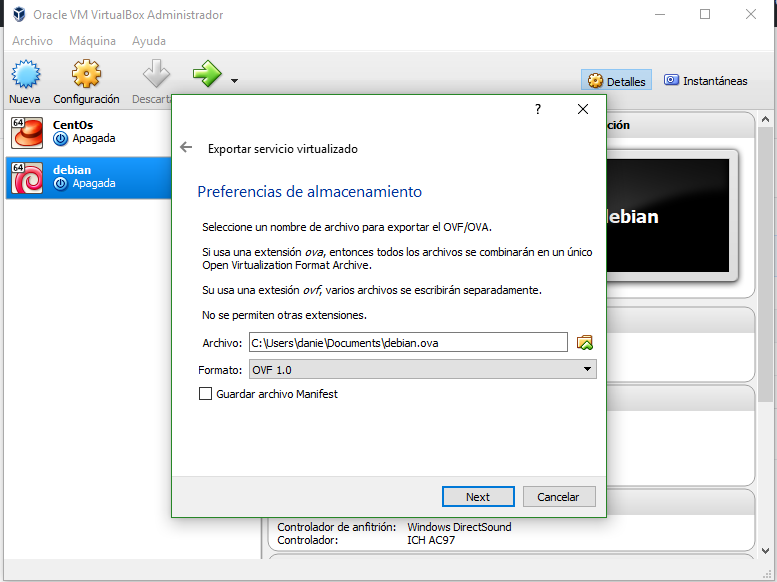 Oracle VM VirtualBox Administrador
Archivo Máquina Ayuda
Nueva Configuración Descart
Detalles Instantáneas
64 CentOs
Apagada
64 debian
Apagada
ción
ebian
?
Exportar servicio virtualizado
Preferencias de almacenamiento
Seleccione un nombre de archivo para exportar el OVF/OVA.
Si usa una extensión ova, entonces todos los archivos se combinarán en un único
Open Virtualization Format Archive.
Su usa una extesión ovf, varios archivos se escribirán separadamente.
No se permiten otras extensiones.
Archivo: C:\Users\danie\Documents\debian.ova
Formato: OVF 1.0
Guardar archivo Manifest
Next Cancelar
Controlador de anfitrión: Windows DirectSound
Controlador: ICH AC97